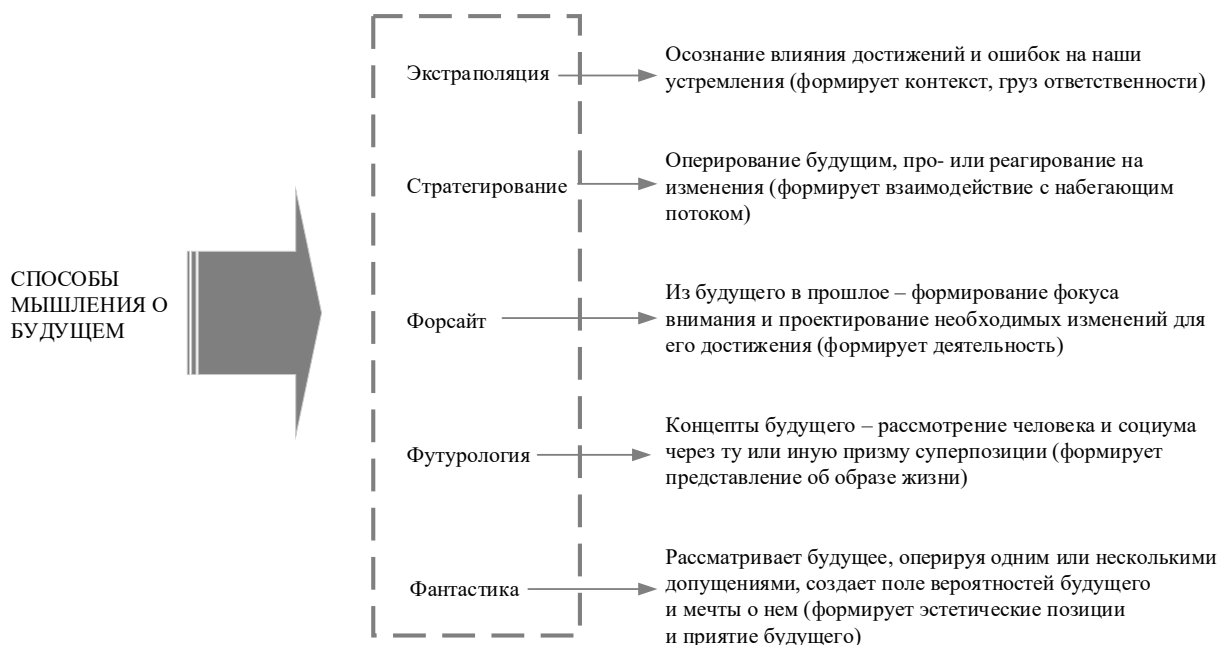 СПОСОБЫ
МЫШЛЕНИЯ О
БУДУЩЕМ
Экстраполяция
Осознание влияния достижений и ошибок на наши
устремления (формирует контекст, груз ответственности)
Стратегирование
Оперирование будущим, про- или реагирование на
изменения (формирует взаимодействие с набегающим
потоком)
Форсайт
Из будущего в прошлое – формирование фокуса
внимания и проектирование необходимых изменений для
его достижения (формирует деятельность)
Футурология
Концепты будущего – рассмотрение человека и социума
через ту или иную призму суперпозиции (формирует
представление об образе жизни)
Фантастика
Рассматривает будущее, оперируя одним или несколькими
допущениями, создает поле вероятностей будущего
и мечты о нем (формирует эстетические позиции
и приятие будущего)